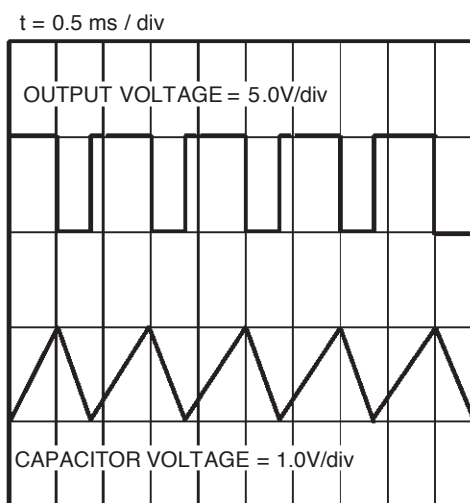 t = 0.5 ms / div
OUTPUT VOLTAGE = 5.0V/div
CAPACITOR VOLTAGE = 1.0V/div